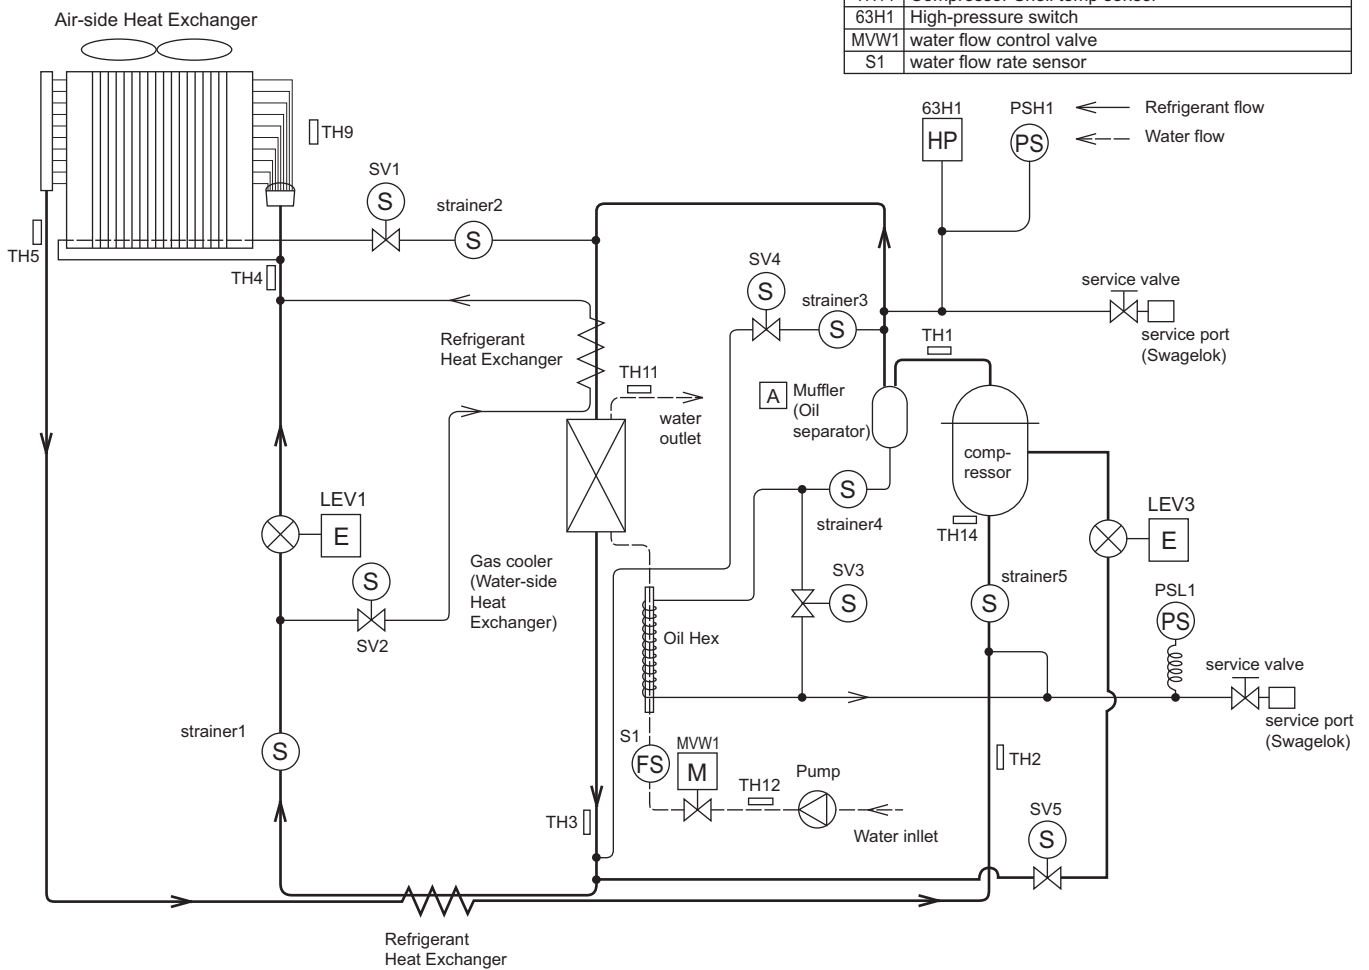 63H1 High-pressure switch
MVW1 water flow control valve
S1 water flow rate sensor
Air-side Heat Exchanger
63H1
PSH1
Refrigerant flow
HP
PS
Water flow
TH9
SV1
S
strainer2
S
TH5
TH4
SV4
S
strainer3
S
service valve
service port
(Swagelok)
TH1
Refrigerant
Heat Exchanger
TH11
water
outlet
A
Muffler
(Oil
separator)
comp-
ressor
LEV1
E
S
SV2
Gas cooler
(Water-side
Heat
Exchanger)
S
strainer4
TH14
LEV3
E
SV3
S
strainer5
S
PSL1
PS
Oil Hex
service valve
service port
(Swagelok)
strainer1
S
S1
FS
MVW1
M
TH12
Pump
Water inllet
TH2
TH3
SV5
S
Refrigerant
Heat Exchanger